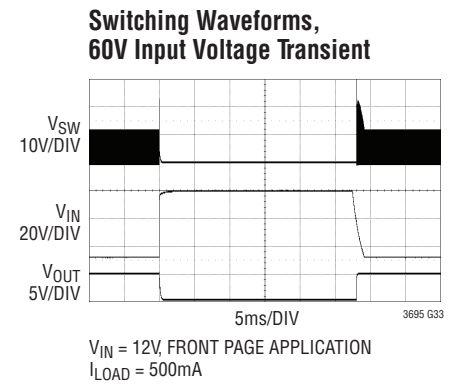 Switching Waveforms,
60V Input Voltage Transient
VSW
10V/DIV
VIN
20V/DIV
VOUT
5V/DIV
5ms/DIV
3695 G33
VIN = 12V, FRONT PAGE APPLICATION
ILOAD = 500mA